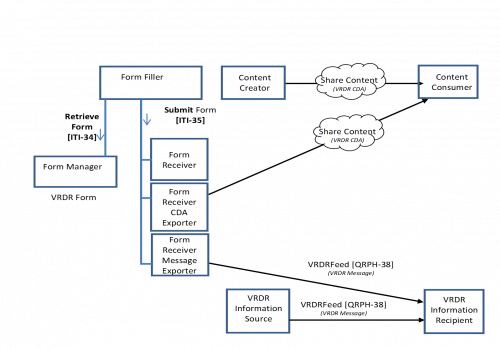 Form Filler
Content
Creator
Share Content
(VRDR CDA)
Content
Consumer
Retrieve
Form
[ITI-34]
Submit Form
[ITI-35]
Share Content
(VRDR CDA)
Form Manager
VRDR Form
Form
Receiver
Form
Receiver
CDA
Exporter
Form
Receiver
Message
Exporter
VRDRFeed [QRPH-38]
(VRDR Message)
VRDR
Information
Source
VRDRFeed [QRPH-38]
(VRDR Message)
VRDR
Information
Recipient